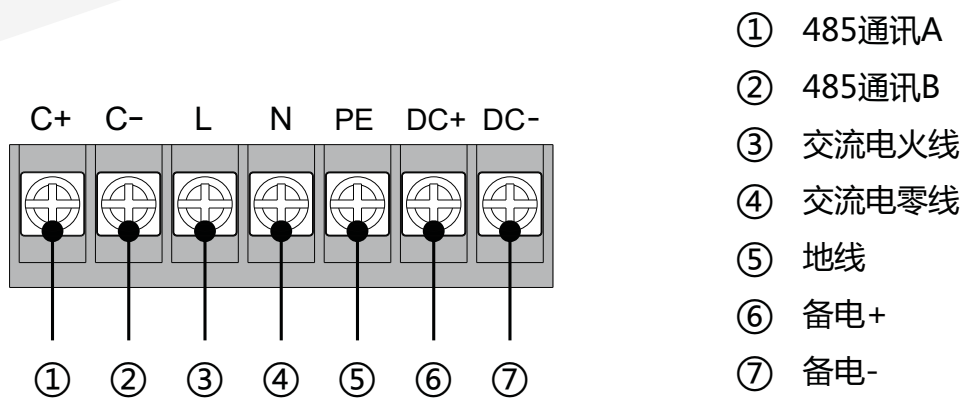 C+ C- L N PE DC+ DC-
① ② ③ ④ ⑤ ⑥ ⑦
① 485通讯A
② 485通讯B
③ 交流电火线
④ 交流电零线
⑤ 地线
⑥ 备电+
⑦ 备电-